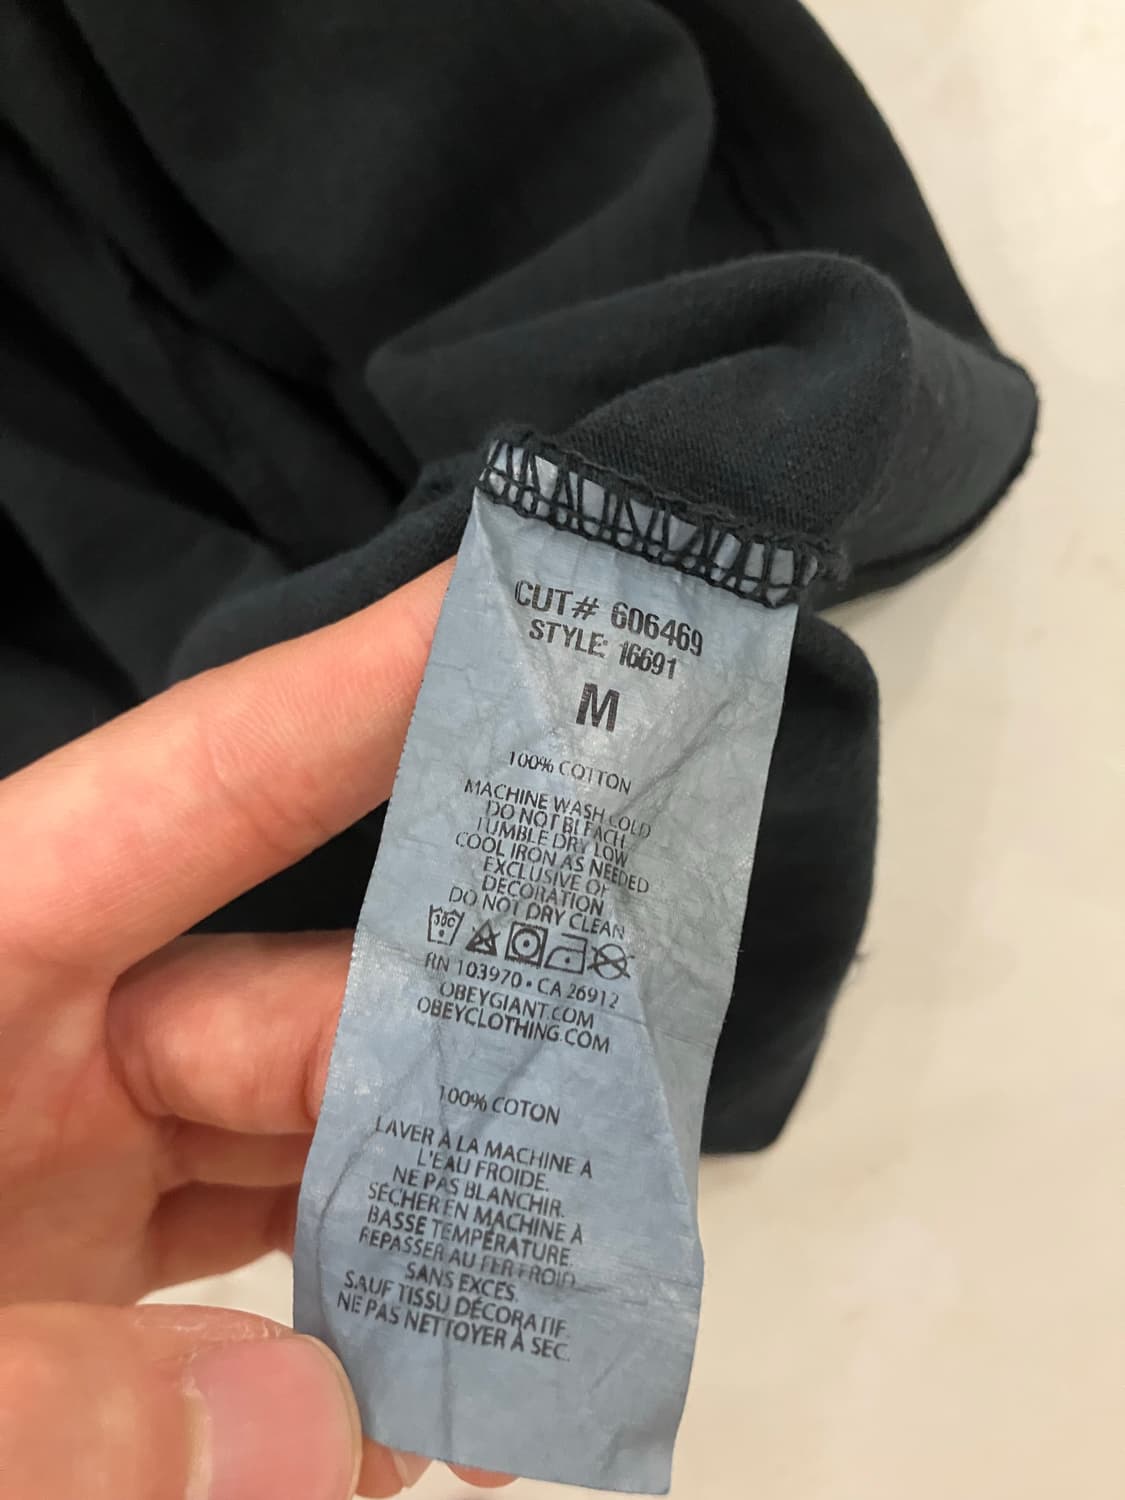 CUT# 606469
STYLE: 16691
M
100% COTTON
MACHINE WASH COLD
DO NOT BLEACH
TUMBLE DRY LOW
COOL IRON AS NEEDED
EXCLUSIVE OF
DECORATION
DO NOT DRY CLEAN
30C
RN 103970 • CA 26912
OBEYGIANT.COM
OBEYCLOTHING.COM
100% COTON
LAVER À LA MACHINE À
L'EAU FROIDE.
NE PAS BLANCHIR.
SÉCHER EN MACHINE À
BASSE TEMPÉRATURE.
REPASSER AU FER FROID
SANS EXCÈS.
SAUF TISSU DÉCORATIF.
NE PAS NETTOYER À SEC.